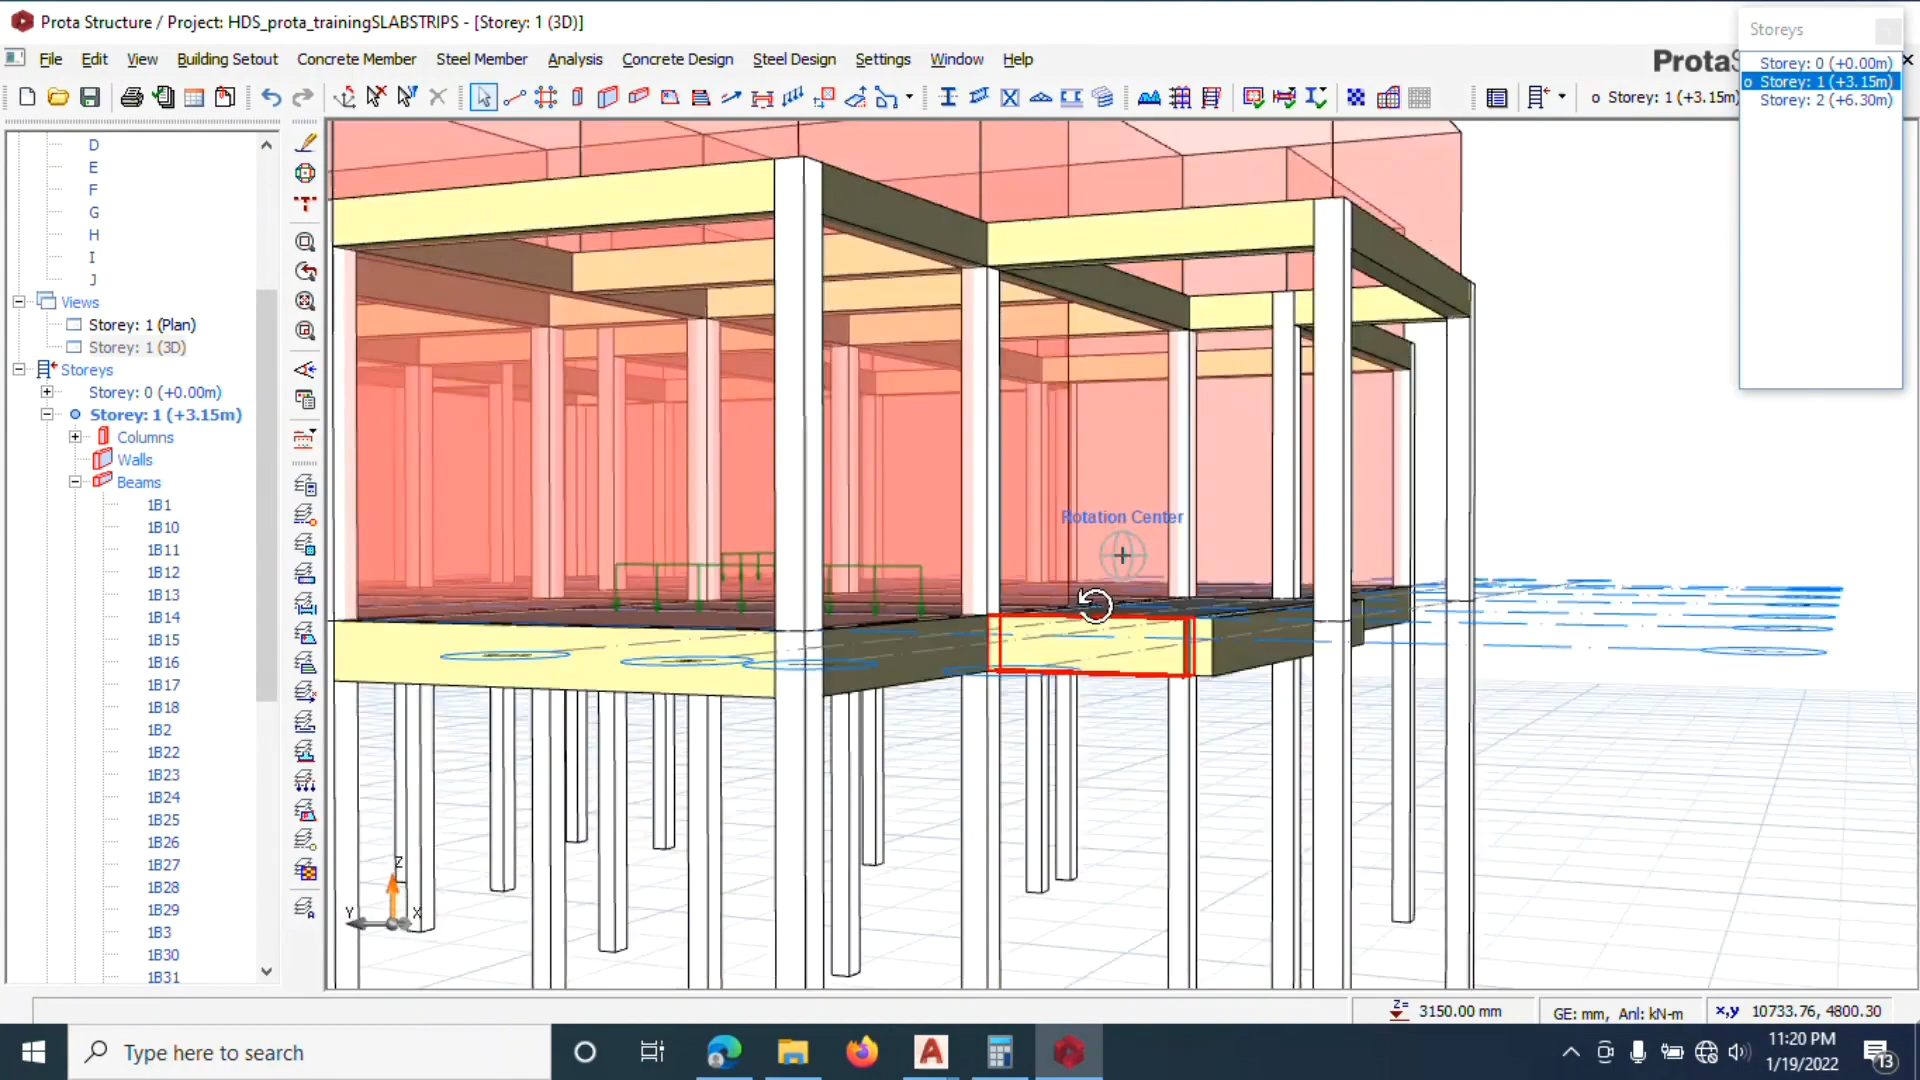 Prota Structure / Project: HDS_prota_trainingSLABSTRIPS - [Storey: 1 (3D)]
File Edit View Building Setout Concrete Member Steel Member Analysis Concrete Design Steel Design Settings Window Help
Storey: 1 (+3.15m)
Storeys
Storey: 0 (+0.00m)
o Storey: 1 (+3.15m)
Storey: 2 (+6.30m)
D
E
F
G
H
I
J
Views
Storey: 1 (Plan)
Storey: 1 (3D)
Storeys
Storey: 0 (+0.00m)
Storey: 1 (+3.15m)
Columns
Walls
Beams
1B1
1B10
1B11
1B12
1B13
1B14
1B15
1B16
1B17
1B18
1B2
1B22
1B23
1B24
1B25
1B26
1B27
1B28
1B29
1B3
1B30
1B31
Rotation Center
Z
Y
X
Z= 3150.00 mm
GE: mm, Anl: kN-m
x,y 10733.76, 4800.30
Type here to search
11:20 PM
1/19/2022
13